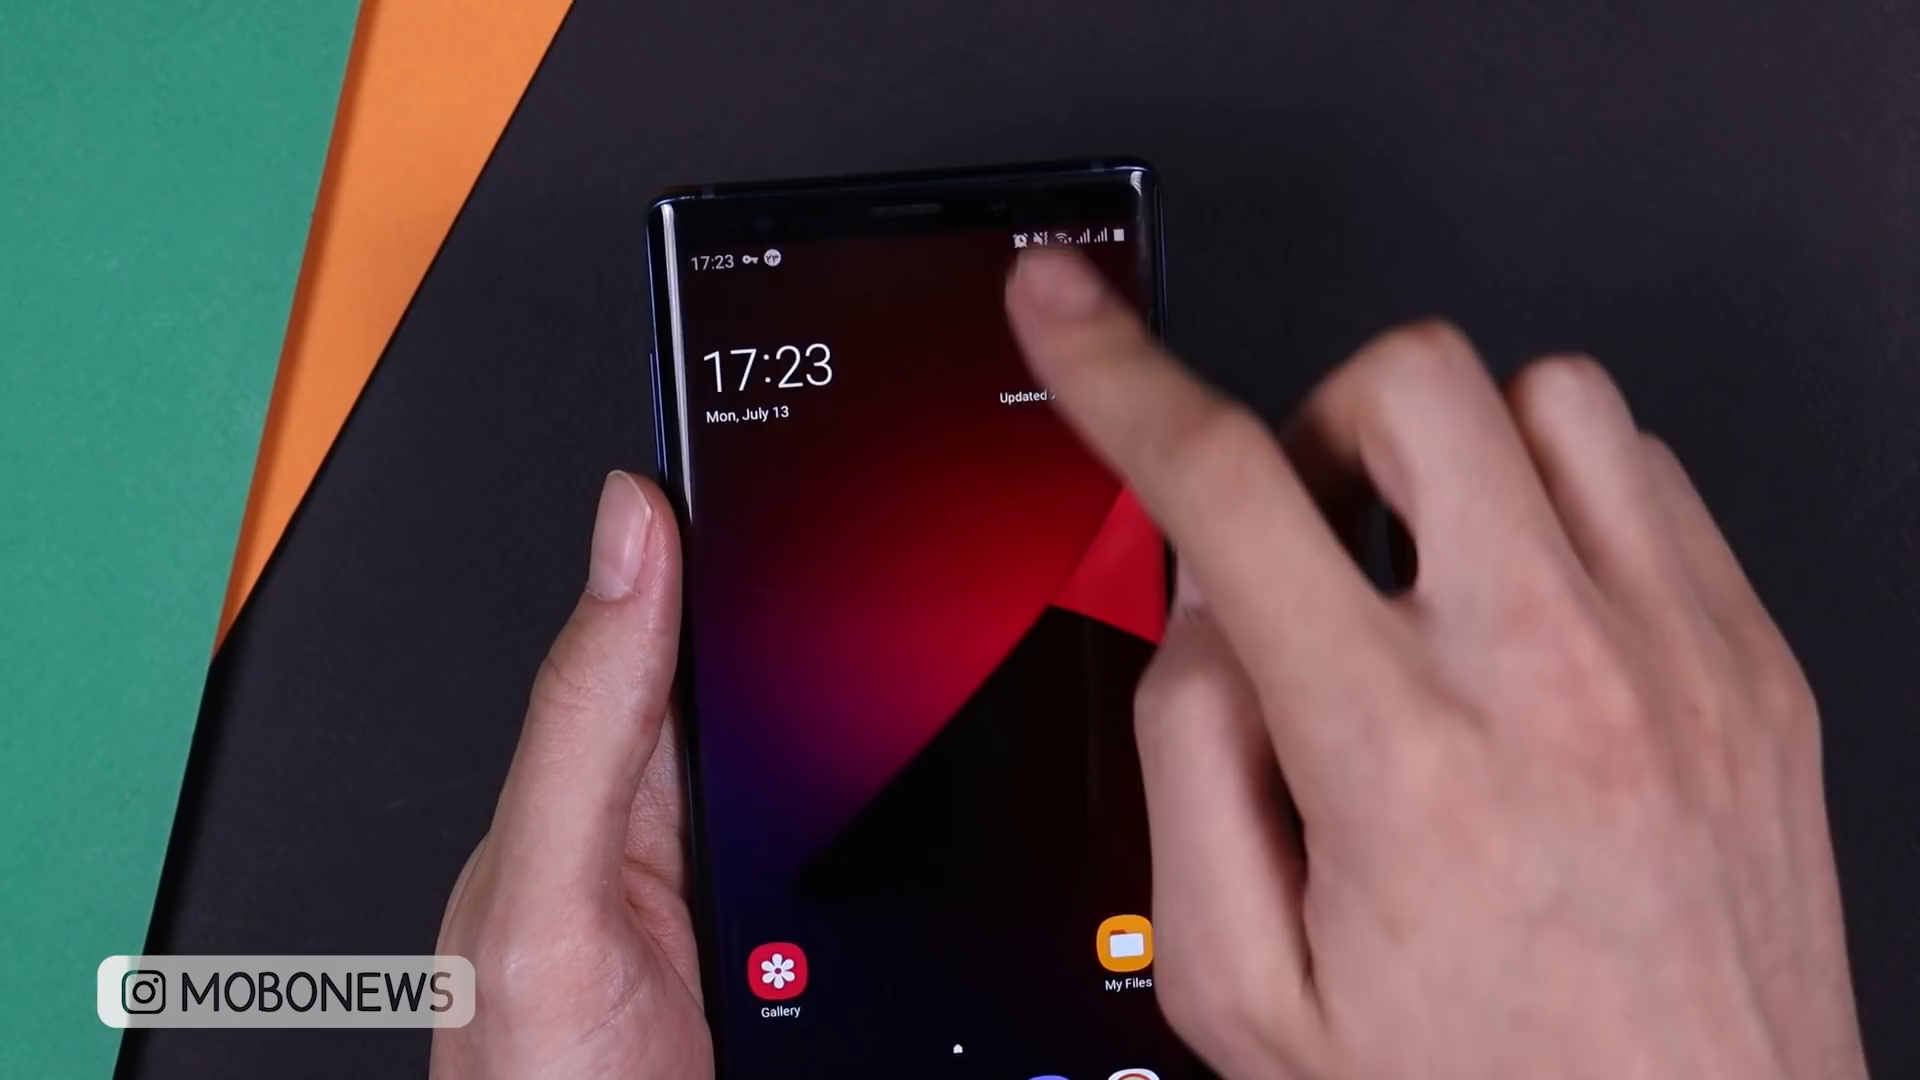 17:23
17:23
Mon, July 13
Updated
Gallery
My Files
MOBONEWS